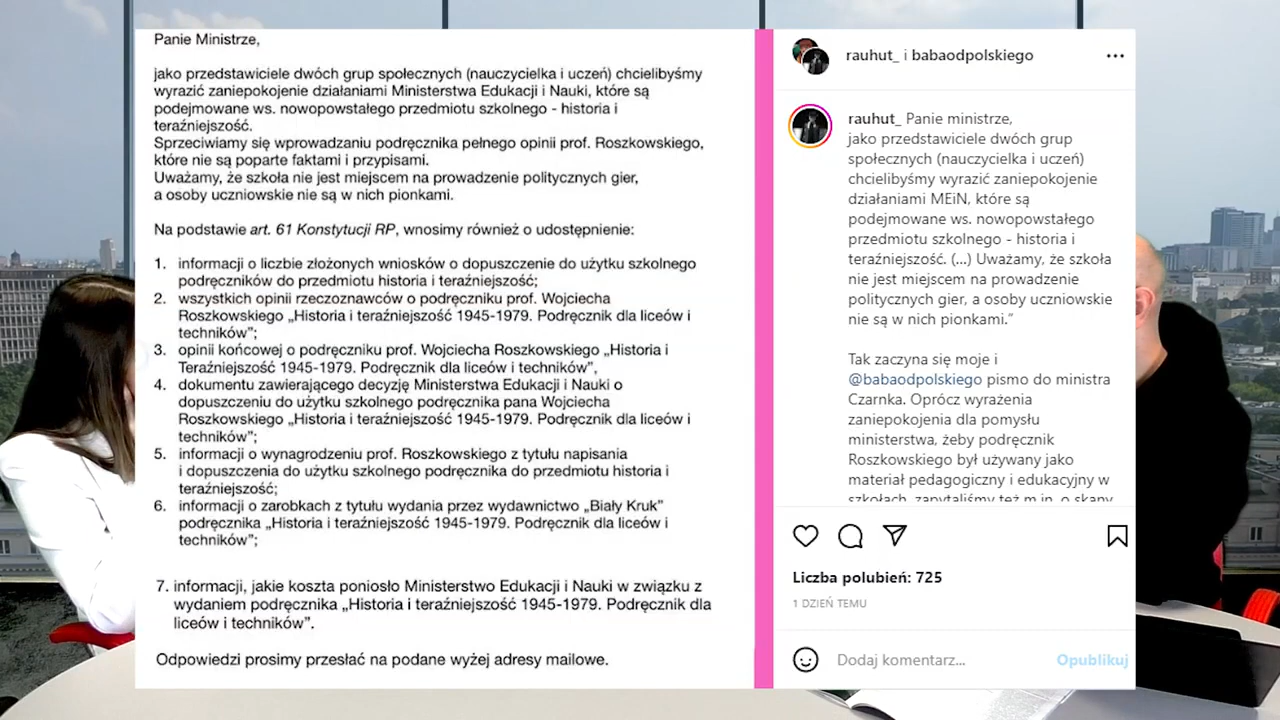 Panie Ministrze,
jako przedstawiciele dwóch grup społecznych (nauczycielka i uczeń) chcielibyśmy
wyrazić zaniepokojenie działaniami Ministerstwa Edukacji i Nauki, które są
podejmowane ws. nowopowstałego przedmiotu szkolnego - historia i
teraźniejszość.
Sprzeciwiamy się wprowadzaniu podręcznika pełnego opinii prof. Roszkowskiego,
które nie są poparte faktami i przypisami.
Uważamy, że szkoła nie jest miejscem na prowadzenie politycznych gier,
a osoby uczniowskie nie są w nich pionkami.
Na podstawie art. 61 Konstytucji RP, wnosimy również o udostępnienie:
1. informacji o liczbie złożonych wniosków o dopuszczenie do użytku szkolnego
podręczników do przedmiotu historia i teraźniejszość;
2. wszystkich opinii rzeczoznawców o podręczniku prof. Wojciecha
Roszkowskiego „Historia i teraźniejszość 1945-1979. Podręcznik dla liceów i
techników”;
3. opinii końcowej o podręczniku prof. Wojciecha Roszkowskiego „Historia i
Teraźniejszość 1945-1979. Podręcznik dla liceów i techników”,
4. dokumentu zawierającego decyzję Ministerstwa Edukacji i Nauki o
dopuszczeniu do użytku szkolnego podręcznika pana Wojciecha
Roszkowskiego „Historia i teraźniejszość 1945-1979. Podręcznik dla liceów i
techników”;
5. informacji o wynagrodzeniu prof. Roszkowskiego z tytułu napisania
i dopuszczenia do użytku szkolnego podręcznika do przedmiotu historia i
teraźniejszość;
6. informacji o zarobkach z tytułu wydania przez wydawnictwo „Biały Kruk”
podręcznika „Historia i teraźniejszość 1945-1979. Podręcznik dla liceów i
techników”;
7. informacji, jakie koszta poniosło Ministerstwo Edukacji i Nauki w związku z
wydaniem podręcznika „Historia i teraźniejszość 1945-1979. Podręcznik dla
liceów i techników”.
Odpowiedzi prosimy przesłać na podane wyżej adresy mailowe.
rauhut_ i babaodpolskiego
rauhut_ Panie ministrze,
jako przedstawiciele dwóch grup
społecznych (nauczycielka i uczeń)
chcielibyśmy wyrazić zaniepokojenie
działaniami MEiN, które są
podejmowane ws. nowopowstałego
przedmiotu szkolnego - historia i
teraźniejszość. (...) Uważamy, że szkoła
nie jest miejscem na prowadzenie
politycznych gier, a osoby uczniowskie
nie są w nich pionkami.”
Tak zaczyna się moje i
@babaodpolskiego pismo do ministra
Czarnka. Oprócz wyrażenia
zaniepokojenia dla pomysłu
ministerstwa, żeby podręcznik
Roszkowskiego był używany jako
materiał pedagogiczny i edukacyjny w
szkołach, zapytaliśmy też m.in. o skany
Liczba polubień: 725
1 DZIEŃ TEMU
Dodaj komentarz...
Opublikuj